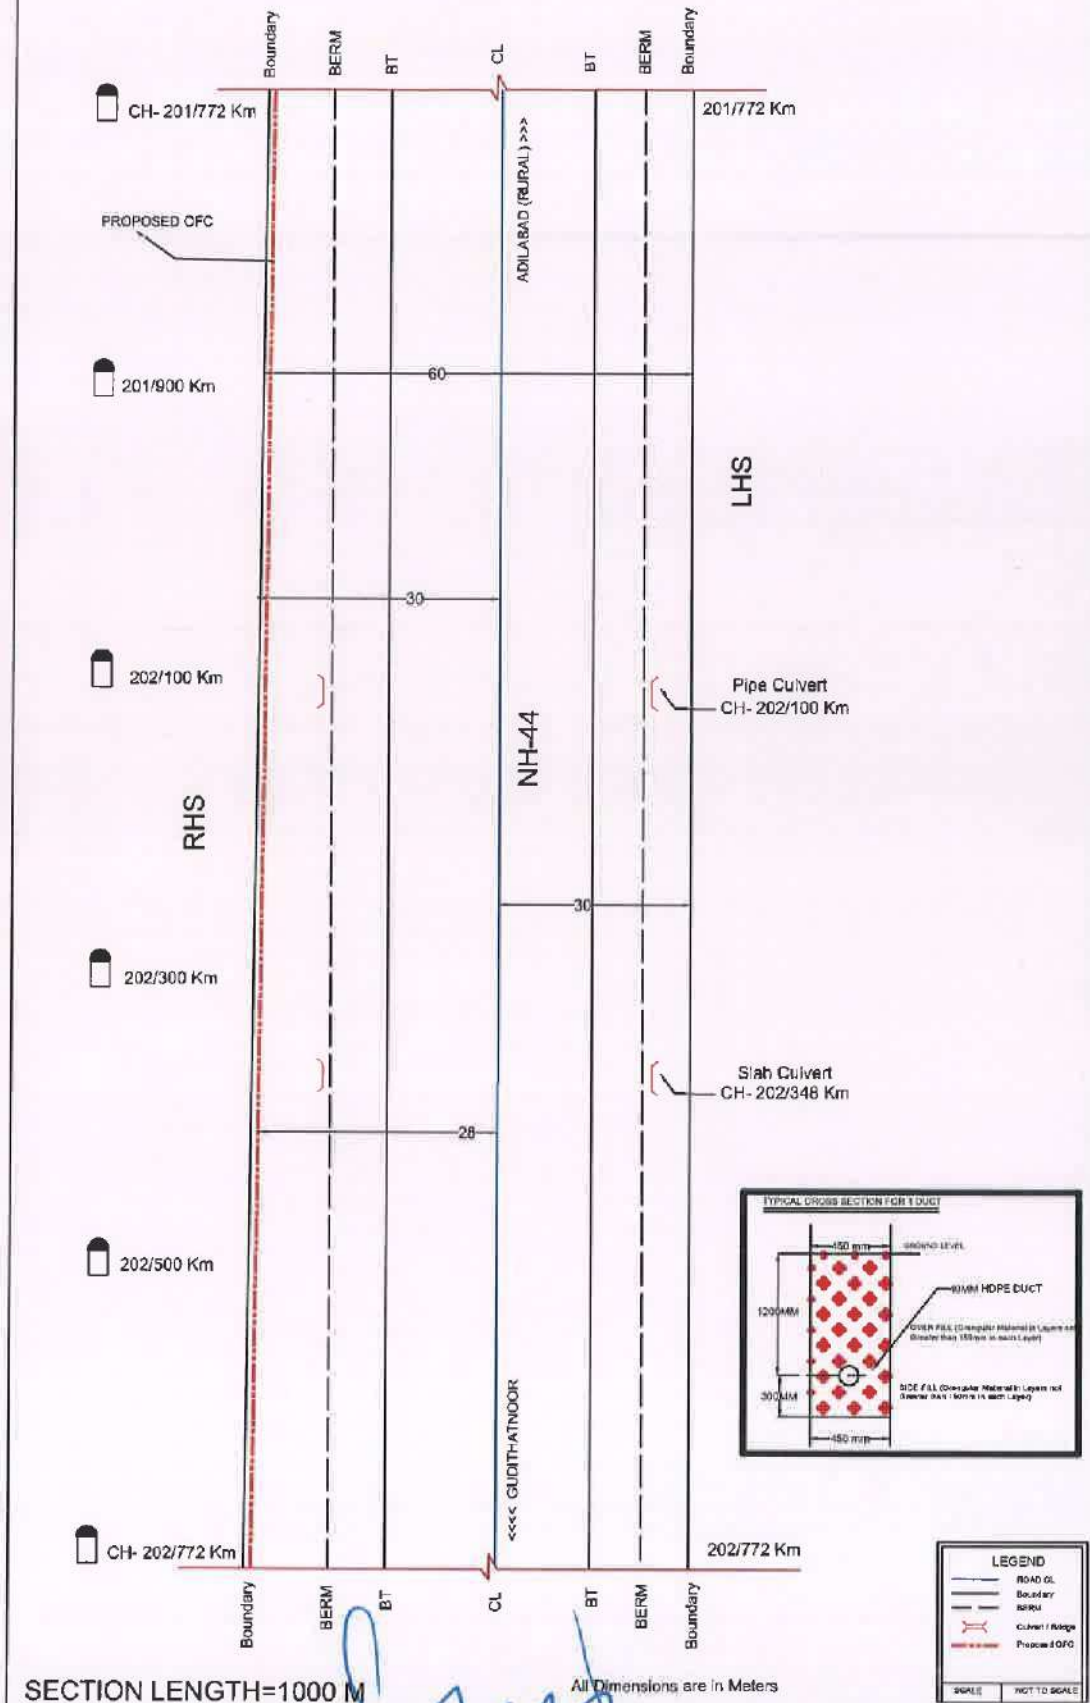 Boundary
BERM
BT
CL
BT
BERM
Boundary
CH- 201/772 Km
201/772 Km
ADILABAD (RURAL) >>>
PROPOSED OFC
201/900 Km
60
LHS
30
202/100 Km
Pipe Culvert
CH- 202/100 Km
NH-44
RHS
30
202/300 Km
Slab Culvert
CH- 202/348 Km
28
202/500 Km
TYPICAL CROSS SECTION FOR 1 DUCT
450 mm
GROUND LEVEL
1200MM
40MM HDPE DUCT
300MM
450 mm
<<<< GUDITHATNOOR
CH- 202/772 Km
202/772 Km
Boundary
BERM
BT
CL
BT
BERM
Boundary
LEGEND
ROAD CL
Boundary
BERM
Culvert / Bridge
Proposed OFC
SCALE
NOT TO SCALE
SECTION LENGTH=1000 M
All Dimensions are in Meters